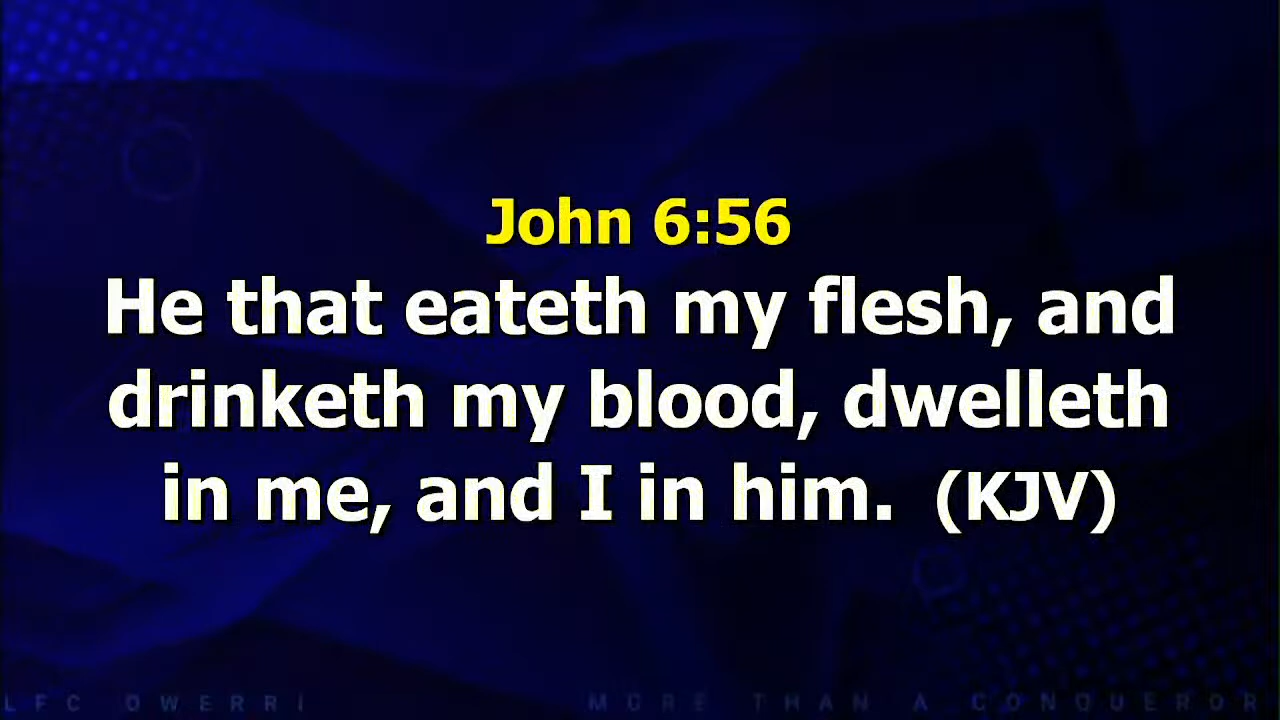 John 6:56
He that eateth my flesh, and
drinketh my blood, dwelleth
in me, and I in him. (KJV)
LFC OWERRI MORE THAN A CONQUEROR